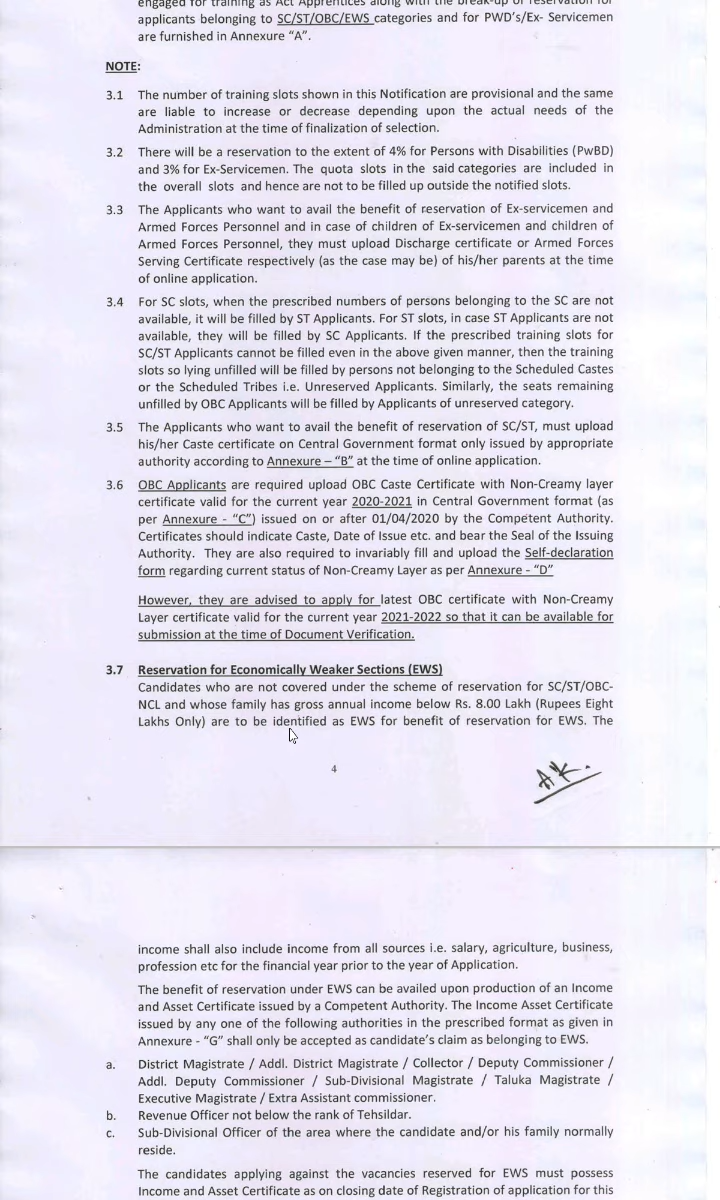 engaged for training as Act Apprentices along with the break-up of reservation for
applicants belonging to SC/ST/OBC/EWS categories and for PWD's/Ex- Servicemen
are furnished in Annexure "A".
NOTE:
3.1 The number of training slots shown in this Notification are provisional and the same
are liable to increase or decrease depending upon the actual needs of the
Administration at the time of finalization of selection.
3.2 There will be a reservation to the extent of 4% for Persons with Disabilities (PwBD)
and 3% for Ex-Servicemen. The quota slots in the said categories are included in
the overall slots and hence are not to be filled up outside the notified slots.
3.3 The Applicants who want to avail the benefit of reservation of Ex-servicemen and
Armed Forces Personnel and in case of children of Ex-servicemen and children of
Armed Forces Personnel, they must upload Discharge certificate or Armed Forces
Serving Certificate respectively (as the case may be) of his/her parents at the time
of online application.
3.4 For SC slots, when the prescribed numbers of persons belonging to the SC are not
available, it will be filled by ST Applicants. For ST slots, in case ST Applicants are not
available, they will be filled by SC Applicants. If the prescribed training slots for
SC/ST Applicants cannot be filled even in the above given manner, then the training
slots so lying unfilled will be filled by persons not belonging to the Scheduled Castes
or the Scheduled Tribes i.e. Unreserved Applicants. Similarly, the seats remaining
unfilled by OBC Applicants will be filled by Applicants of unreserved category.
3.5 The Applicants who want to avail the benefit of reservation of SC/ST, must upload
his/her Caste certificate on Central Government format only issued by appropriate
authority according to Annexure – "B" at the time of online application.
3.6 OBC Applicants are required upload OBC Caste Certificate with Non-Creamy layer
certificate valid for the current year 2020-2021 in Central Government format (as
per Annexure - "C") issued on or after 01/04/2020 by the Competent Authority.
Certificates should indicate Caste, Date of Issue etc. and bear the Seal of the Issuing
Authority. They are also required to invariably fill and upload the Self-declaration
form regarding current status of Non-Creamy Layer as per Annexure - "D"
However, they are advised to apply for latest OBC certificate with Non-Creamy
Layer certificate valid for the current year 2021-2022 so that it can be available for
submission at the time of Document Verification.
3.7 Reservation for Economically Weaker Sections (EWS)
Candidates who are not covered under the scheme of reservation for SC/ST/OBC-
NCL and whose family has gross annual income below Rs. 8.00 Lakh (Rupees Eight
Lakhs Only) are to be identified as EWS for benefit of reservation for EWS. The
4
AK.
income shall also include income from all sources i.e. salary, agriculture, business,
profession etc for the financial year prior to the year of Application.
The benefit of reservation under EWS can be availed upon production of an Income
and Asset Certificate issued by a Competent Authority. The Income Asset Certificate
issued by any one of the following authorities in the prescribed format as given in
Annexure - "G" shall only be accepted as candidate's claim as belonging to EWS.
a. District Magistrate / Addl. District Magistrate / Collector / Deputy Commissioner /
Addl. Deputy Commissioner / Sub-Divisional Magistrate / Taluka Magistrate /
Executive Magistrate / Extra Assistant commissioner.
b. Revenue Officer not below the rank of Tehsildar.
c. Sub-Divisional Officer of the area where the candidate and/or his family normally
reside.
The candidates applying against the vacancies reserved for EWS must possess
Income and Asset Certificate as on closing date of Registration of application for this